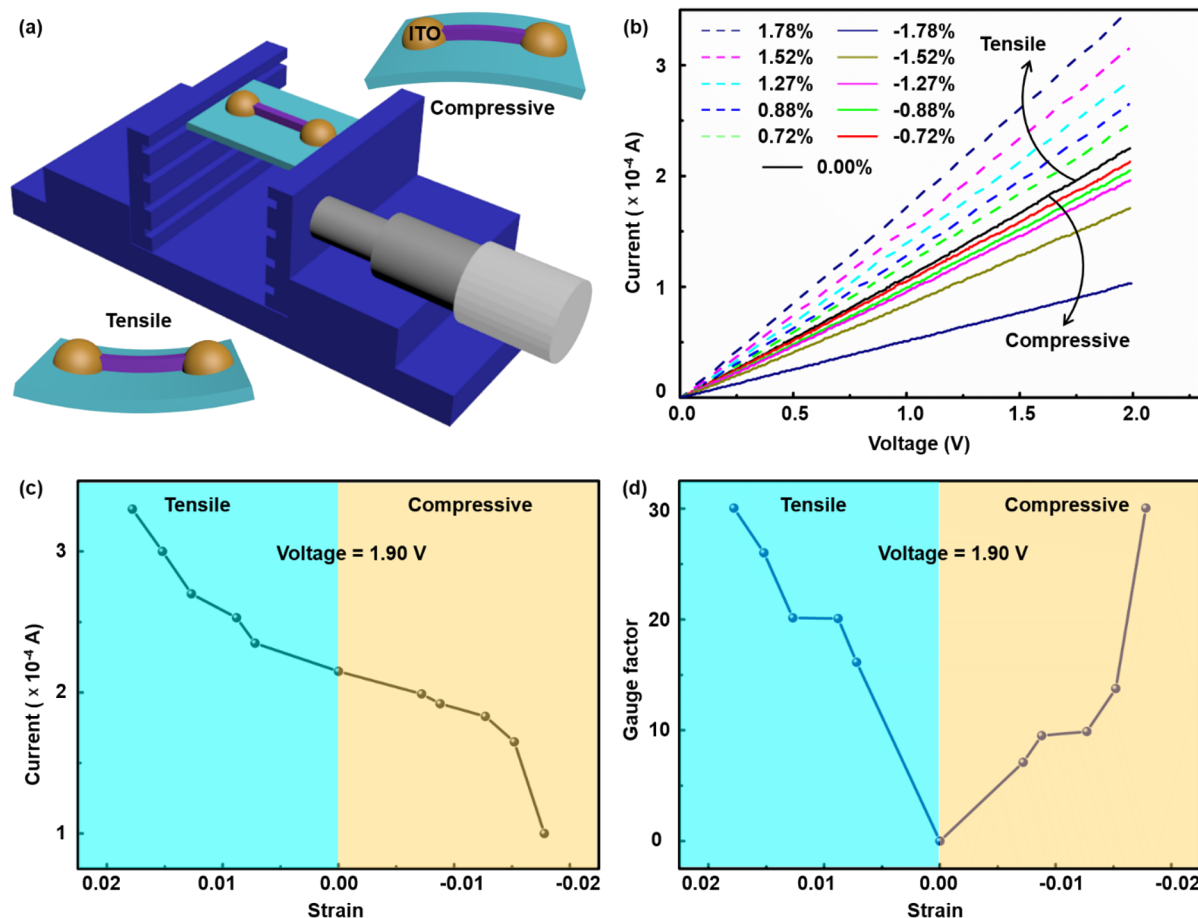 (a)
ITO
Compressive
Tensile
(b)
1.78% -1.78%
1.52% -1.52%
1.27% -1.27%
0.88% -0.88%
0.72% -0.72%
0.00%
Tensile
Compressive
Current ( × 10⁻⁴ A)
3
2
1
0
0.0 0.5 1.0 1.5 2.0
Voltage (V)
(c)
Tensile Compressive
Voltage = 1.90 V
Current ( × 10⁻⁴ A)
3
2
1
0.02 0.01 0.00 -0.01 -0.02
Strain
(d)
Tensile Compressive
Voltage = 1.90 V
Gauge factor
30
20
10
0
0.02 0.01 0.00 -0.01 -0.02
Strain